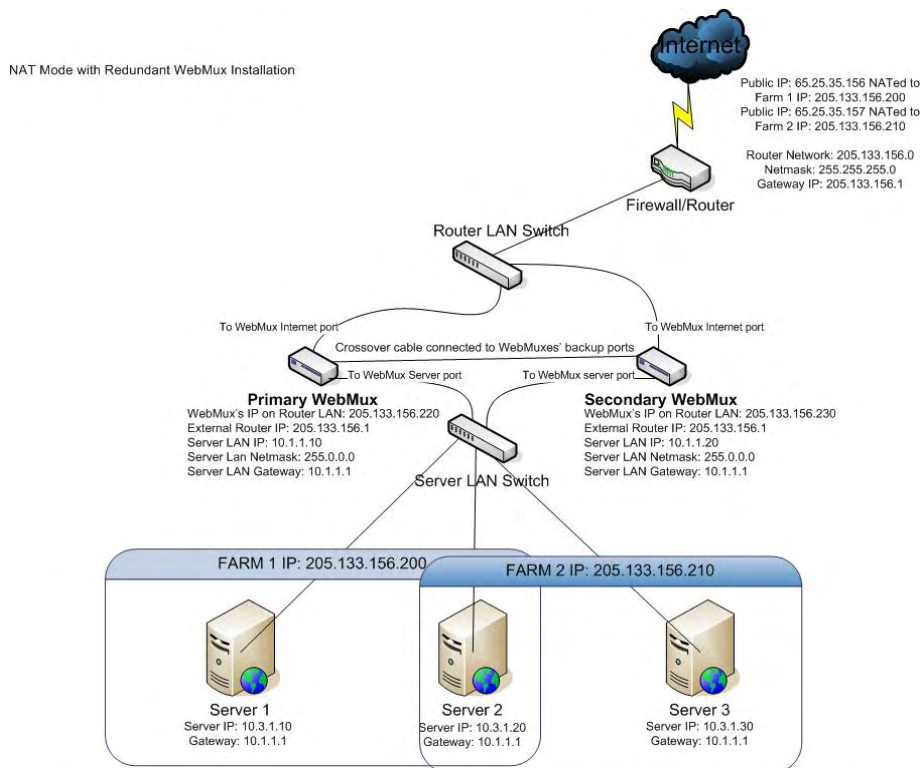 Internet
NAT Mode with Redundant WebMux Installation
Public IP: 65.25.35.156 NATed to
Farm 1 IP: 205.133.156.200
Public IP: 65.25.35.157 NATed to
Farm 2 IP: 205.133.156.210
Router Network: 205.133.156.0
Netmask: 255.255.255.0
Gateway IP: 205.133.156.1
Firewall/Router
Router LAN Switch
To WebMux Internet port
To WebMux Internet port
Crossover cable connected to WebMuxes' backup ports
To WebMux Server port
To WebMux server port
Primary WebMux
WebMux's IP on Router LAN: 205.133.156.220
External Router IP: 205.133.156.1
Server LAN IP: 10.1.1.10
Server Lan Netmask: 255.0.0.0
Server LAN Gateway: 10.1.1.1
Secondary WebMux
WebMux's IP on Router LAN: 205.133.156.230
External Router IP: 205.133.156.1
Server LAN IP: 10.1.1.20
Server LAN Netmask: 255.0.0.0
Server LAN Gateway: 10.1.1.1
Server LAN Switch
FARM 1 IP: 205.133.156.200
FARM 2 IP: 205.133.156.210
Server 1
Server IP: 10.3.1.10
Gateway: 10.1.1.1
Server 2
Server IP: 10.3.1.20
Gateway: 10.1.1.1
Server 3
Server IP: 10.3.1.30
Gateway: 10.1.1.1